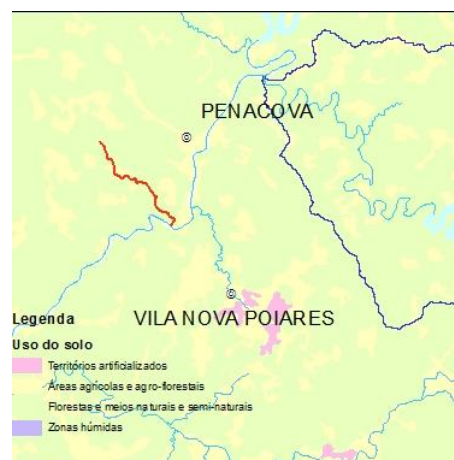 PENACOVA
VILA NOVA POIARES
Legenda
Uso do solo
Territórios artificializados
Áreas agrícolas e agro-florestais
Florestas e meios naturais e semi-naturais
Zonas húmidas